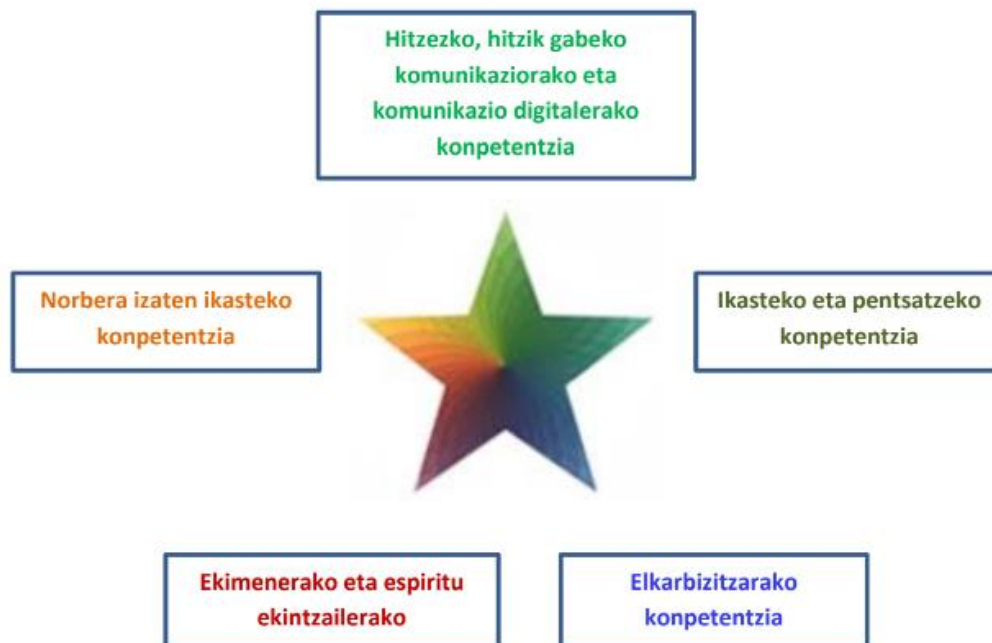 Hitzezko, hitzik gabeko
komunikaziorako eta
komunikazio digitalerako
konpetentzia
Norbera izaten ikasteko
konpetentzia
Ikasteko eta pentsatzeko
konpetentzia
Ekimenerako eta espiritu
ekintzailerako
Elkarbizitzarako
konpetentzia